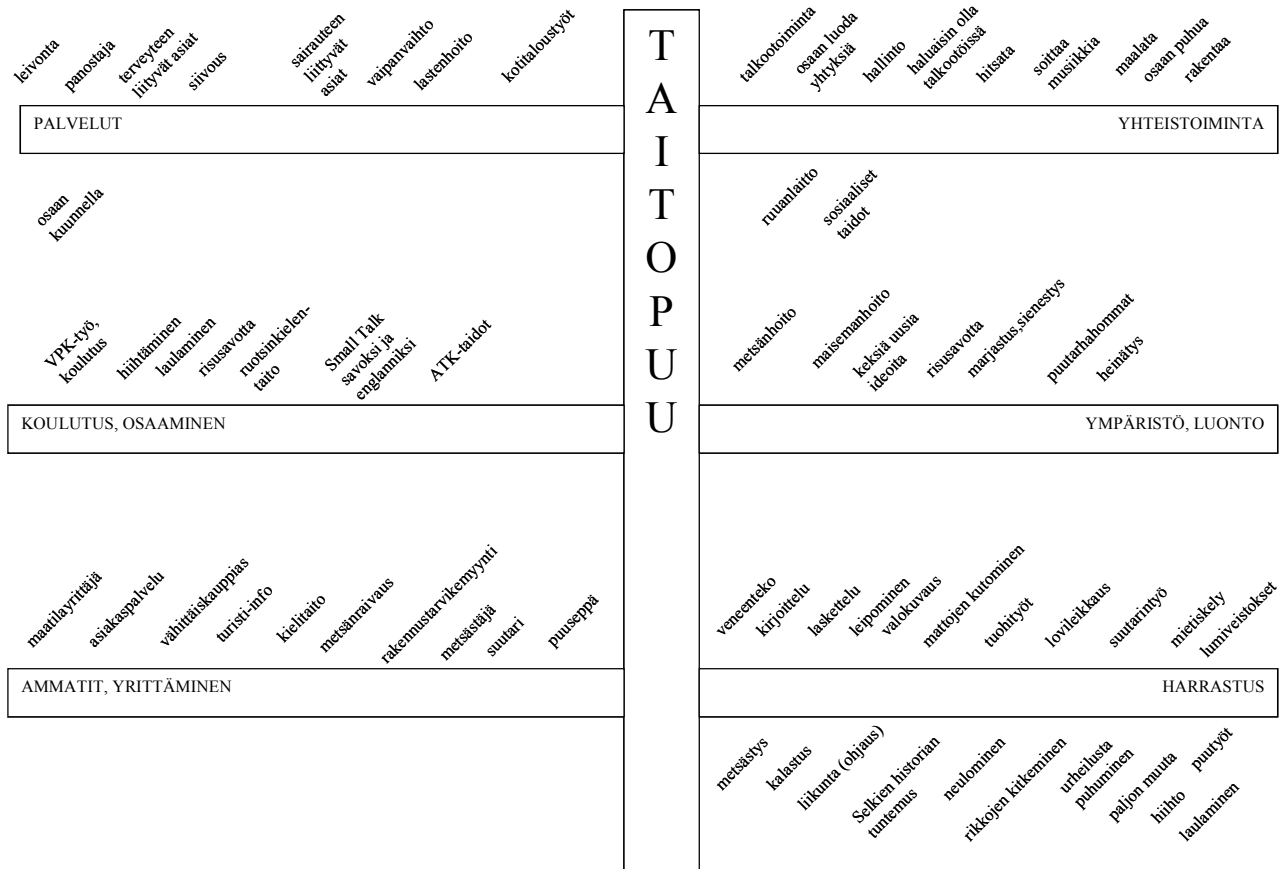 leivonta
panostaja
terveyteen
liityvät asiat
siivous
sairauteen
liittyvät
asiat
vaipanvaihto
lastenhoito
kotitaloustyöt
PALVELUT
osaan
kuunnella
TAITOPUU
talkootoiminta
osaan luoda
yhtyksiä
hallinto
haluaisin olla
talkootöissä
hitsata
soittaa
musiikkia
maalata
osaan puhua
rakentaa
YHTEISTOIMINTA
ruuanlaitto
sosiaaliset
taidot
VPK-työ,
koulutus
hiihtäminen
laulaminen
risusavotta
ruotsinkielen-
taito
Small Talk
savoksi ja
englanniksi
ATK-taidot
KOULUTUS, OSAAMINEN
metsänhoito
maisemanhoito
keksiä uusia
ideoita
risusavotta
marjastus,sienestys
puutarhahommat
heinätys
YMPÄRISTÖ, LUONTO
maatilayrittäjä
asiakaspalvelu
vähittäiskauppias
turisti-info
kielitaito
metsänraivaus
rakennustarvikemyynti
metsästäjä
suutari
puuseppä
AMMATIT, YRITTÄMINEN
veneenteko
kirjoittelu
laskettelu
leipominen
valokuvaus
mattojen kutominen
tuohityöt
lovileikkaus
suutarintyö
mietiskely
lumiveistokset
HARRASTUS
metsästys
kalastus
liikunta (ohjaus)
Selkien historian
tuntemus
neulominen
rikkojen kitkeminen
urheilusta
puhuminen
paljon muuta
hiihto
puutyöt
laulaminen